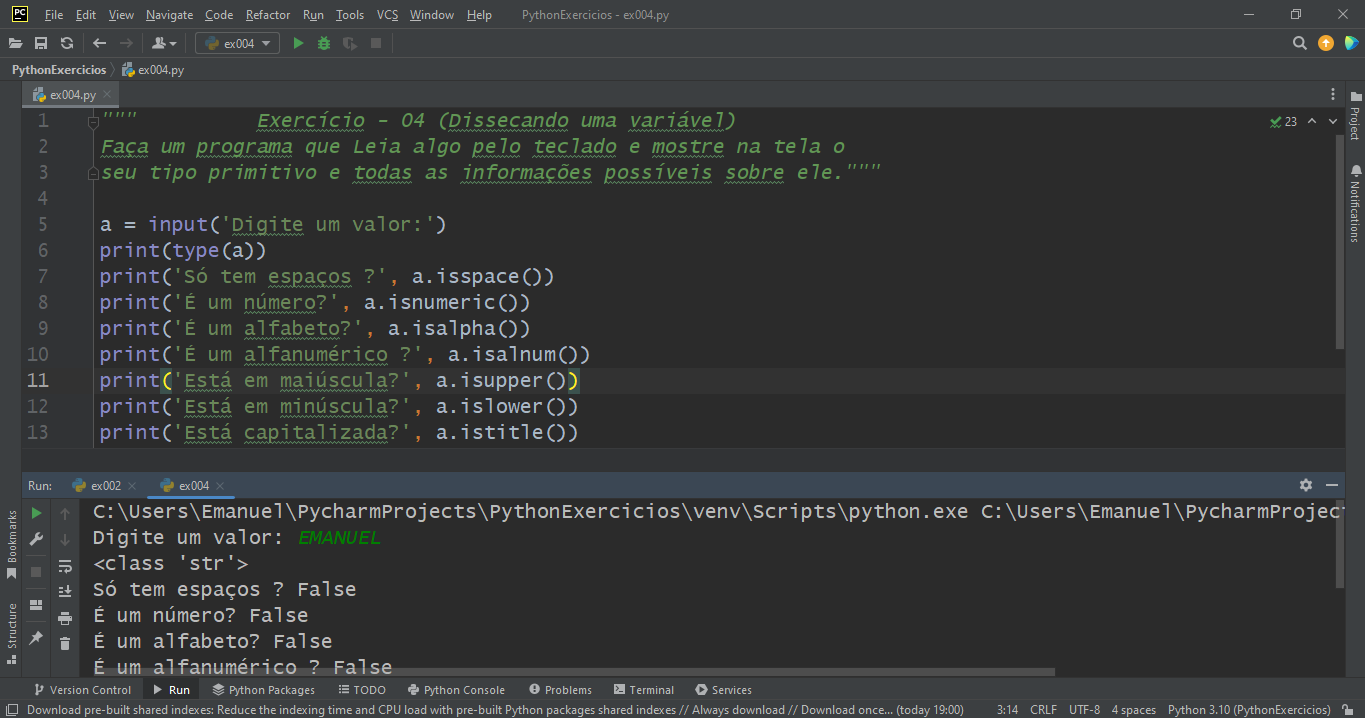 PC File Edit View Navigate Code Refactor Run Tools VCS Window Help PythonExercicios - ex004.py
ex004
PythonExercicios ex004.py
ex004.py
1 """ Exercício - 04 (Dissecando uma variável)
23
2 Faça um programa que Leia algo pelo teclado e mostre na tela o
3 seu tipo primitivo e todas as informações possíveis sobre ele."""
4
5 a = input('Digite um valor:')
6 print(type(a))
7 print('Só tem espaços ?', a.isspace())
8 print('É um número?', a.isnumeric())
9 print('É um alfabeto?', a.isalpha())
10 print('É um alfanumérico ?', a.isalnum())
11 print('Está em maiúscula?', a.isupper())
12 print('Está em minúscula?', a.islower())
13 print('Está capitalizada?', a.istitle())
Project
Notifications
Run: ex002 ex004
C:\Users\Emanuel\PycharmProjects\PythonExercicios\venv\Scripts\python.exe C:\Users\Emanuel\PycharmProject
Digite um valor: EMANUEL
<class 'str'>
Só tem espaços ? False
É um número? False
É um alfabeto? False
É um alfanumérico ? False
Bookmarks
Structure
Version Control Run Python Packages TODO Python Console Problems Terminal Services
Download pre-built shared indexes: Reduce the indexing time and CPU load with pre-built Python packages shared indexes // Always download // Download once... (today 19:00) 3:14 CRLF UTF-8 4 spaces Python 3.10 (PythonExercicios)